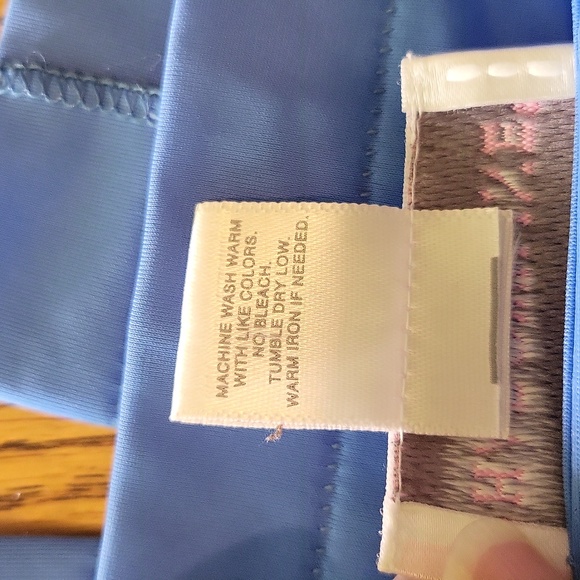 MACHINE WASH WARM
WITH LIKE COLORS.
NO BLEACH.
TUMBLE DRY LOW.
WARM IRON IF NEEDED.